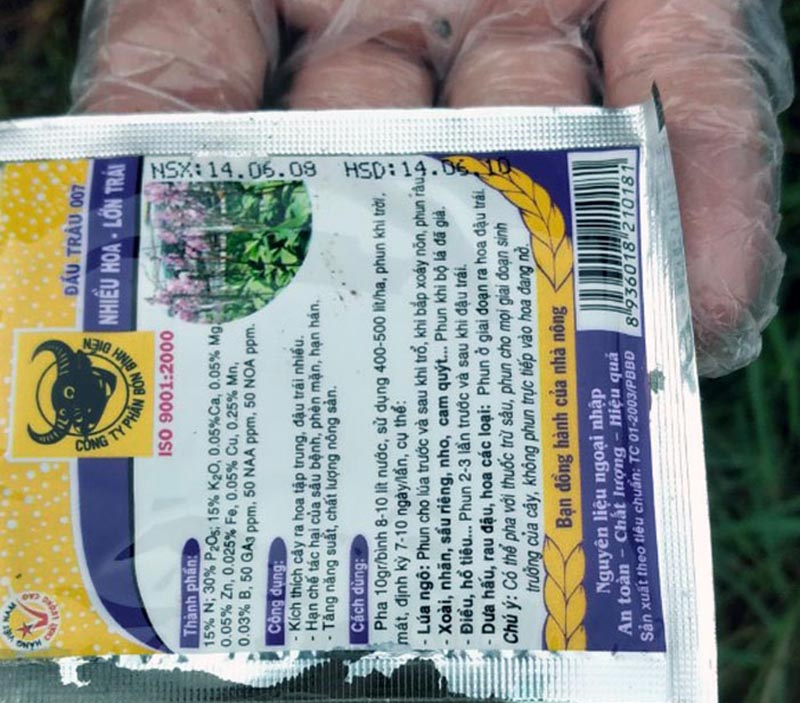 ĐẦU TRÂU 007
NHIỀU HOA - LỚN TRÁI
CÔNG TY PHÂN BÓN BÌNH ĐIỀN
ISO 9001:2000
NSX: 14.06.08 HSD: 14.06.10
Thành phần:
15% N; 30% P₂O₅; 15% K₂O, 0.05%Ca, 0.05% Mg,
0.05% Zn, 0.025% Fe, 0.05% Cu, 0.25% Mn,
0.03% B, 50 GA₃ ppm, 50 NAA ppm, 50 NOA ppm.
Công dụng:
- Kích thích cây ra hoa tập trung, đậu trái nhiều.
- Hạn chế tác hại của sâu bệnh, phèn mặn, hạn hán.
- Tăng năng suất, chất lượng nông sản.
Cách dùng:
Pha 10gr/bình 8-10 lít nước, sử dụng 400-500 lít/ha, phun khi trời
mát, định kỳ 7-10 ngày/lần, cụ thể:
- Lúa ngô: Phun cho lúa trước và sau khi trổ, khi bắp xoáy nõn, phun râu
- Xoài, nhãn, sầu riêng, nho, cam quýt... Phun khi bộ lá đã già.
- Điều, hồ tiêu... Phun 2-3 lần trước và sau khi đậu trái.
- Dưa hấu, rau đậu, hoa các loại: Phun ở giai đoạn ra hoa đậu trái.
Chú ý: Có thể pha với thuốc trừ sâu, phun cho mọi giai đoạn sinh
trưởng của cây, không phun trực tiếp vào hoa đang nở.
Bạn đồng hành của nhà nông
Nguyên liệu ngoại nhập
An toàn - Chất lượng - Hiệu quả
Sản xuất theo tiêu chuẩn: TC 01-2003/PBBĐ
8 936018 210181